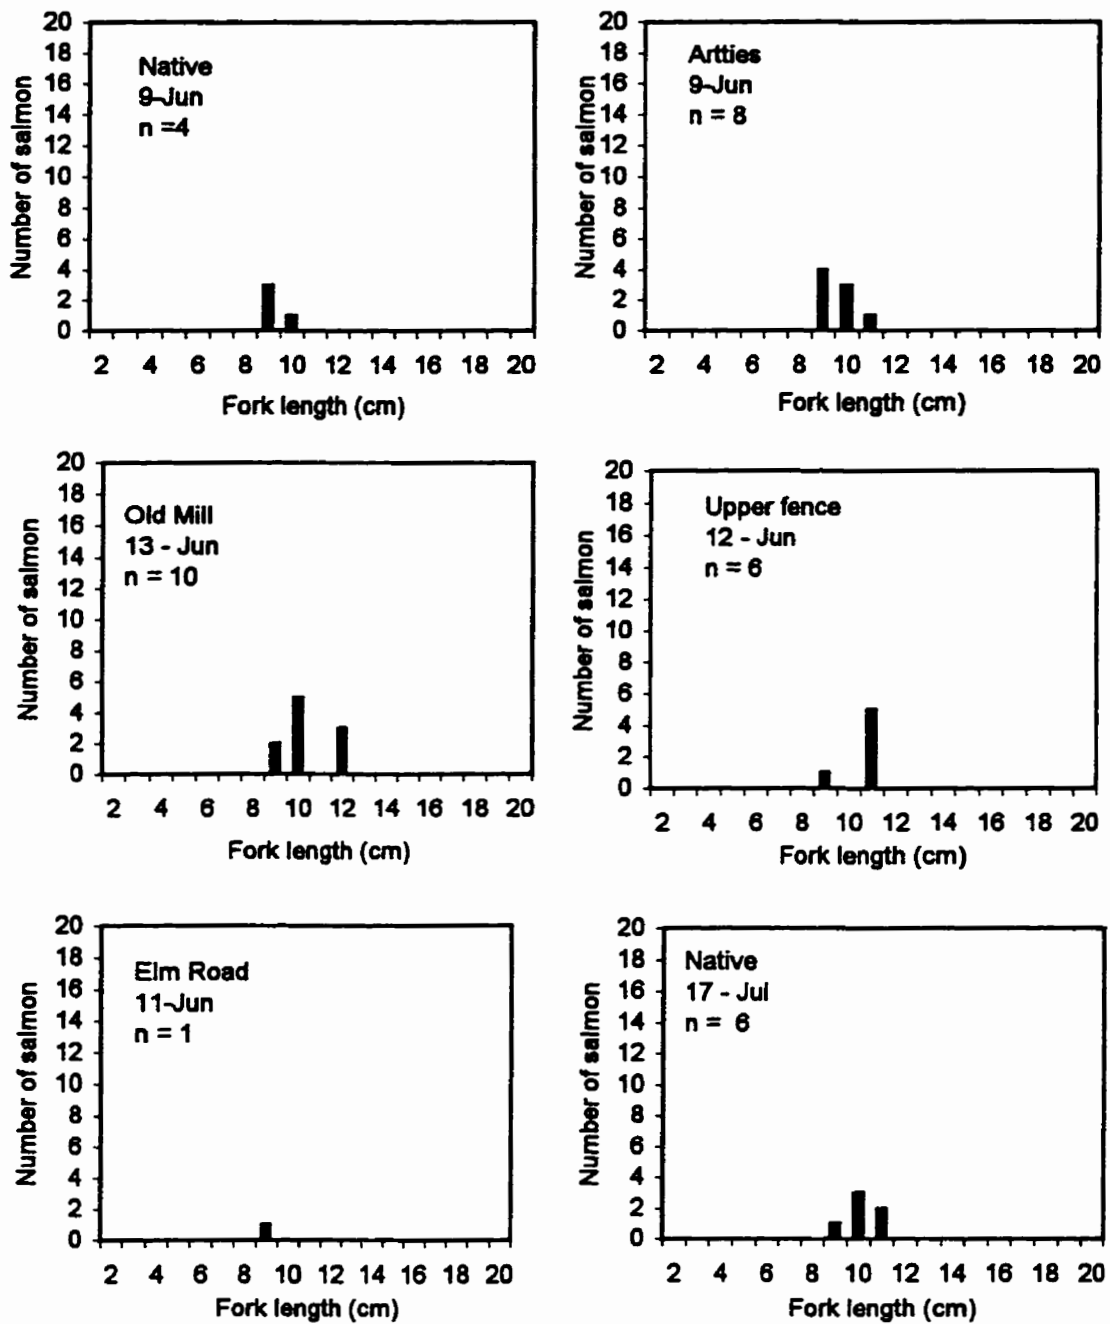 20
18
16
14
12
10
8
6
4
2
0
Number of salmon
Native
9-Jun
n =4
2 4 6 8 10 12 14 16 18 20
Fork length (cm)
20
18
16
14
12
10
8
6
4
2
0
Number of salmon
Artties
9-Jun
n = 8
2 4 6 8 10 12 14 16 18 20
Fork length (cm)
20
18
16
14
12
10
8
6
4
2
0
Number of salmon
Old Mill
13 - Jun
n = 10
2 4 6 8 10 12 14 16 18 20
Fork length (cm)
20
18
16
14
12
10
8
6
4
2
0
Number of salmon
Upper fence
12 - Jun
n = 6
2 4 6 8 10 12 14 16 18 20
Fork length (cm)
20
18
16
14
12
10
8
6
4
2
0
Number of salmon
Elm Road
11-Jun
n = 1
2 4 6 8 10 12 14 16 18 20
Fork length (cm)
20
18
16
14
12
10
8
6
4
2
0
Number of salmon
Native
17 - Jul
n = 6
2 4 6 8 10 12 14 16 18 20
Fork length (cm)